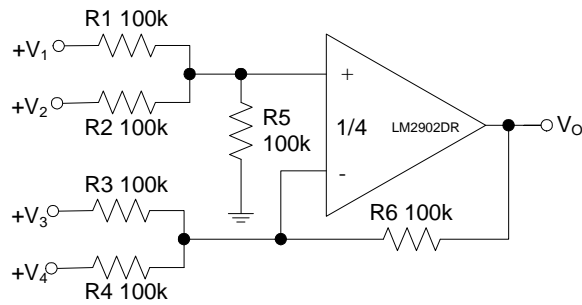 R1 100k
+V1
+V2
R2 100k
R5
100k
+
1/4
LM2902DR
-
VO
R3 100k
+V3
+V4
R4 100k
R6 100k